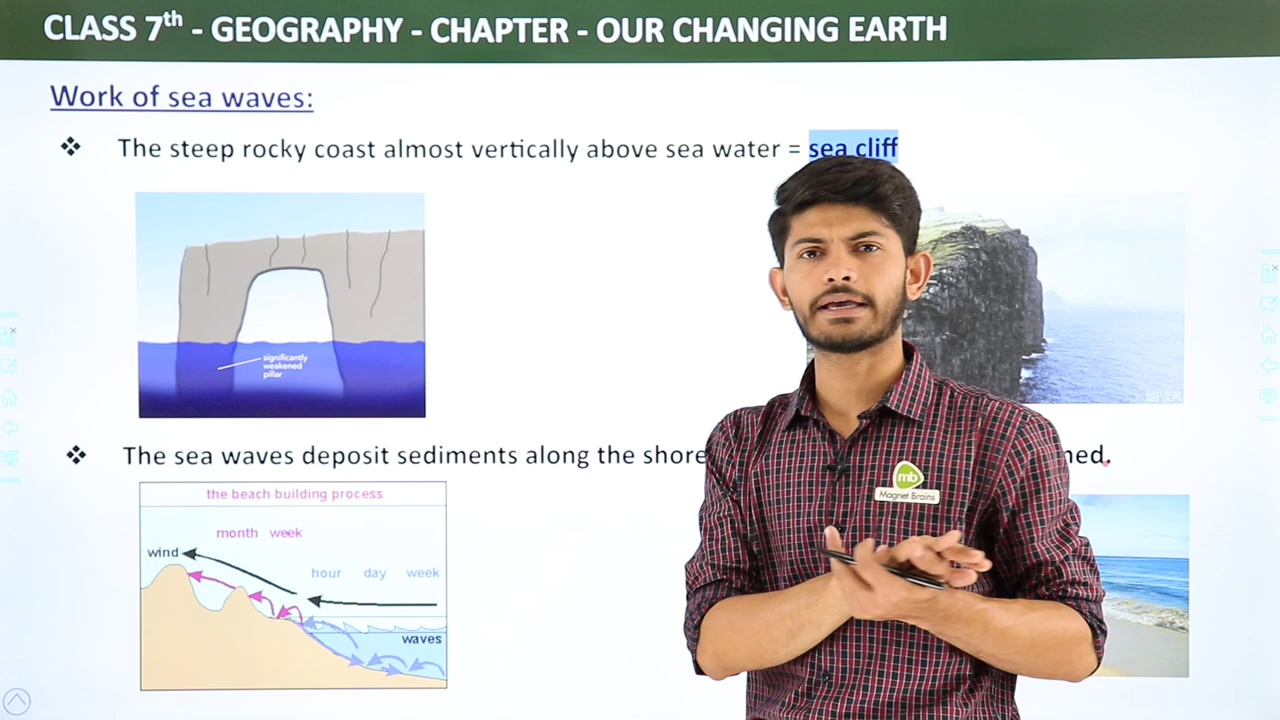 CLASS 7th - GEOGRAPHY - CHAPTER - OUR CHANGING EARTH
Work of sea waves:
❖ The steep rocky coast almost vertically above sea water = sea cliff
significantly
weakened
pillar
❖ The sea waves deposit sediments along the shore
the beach building process
month week
wind
hour day week
waves
mb
Magnet Brains